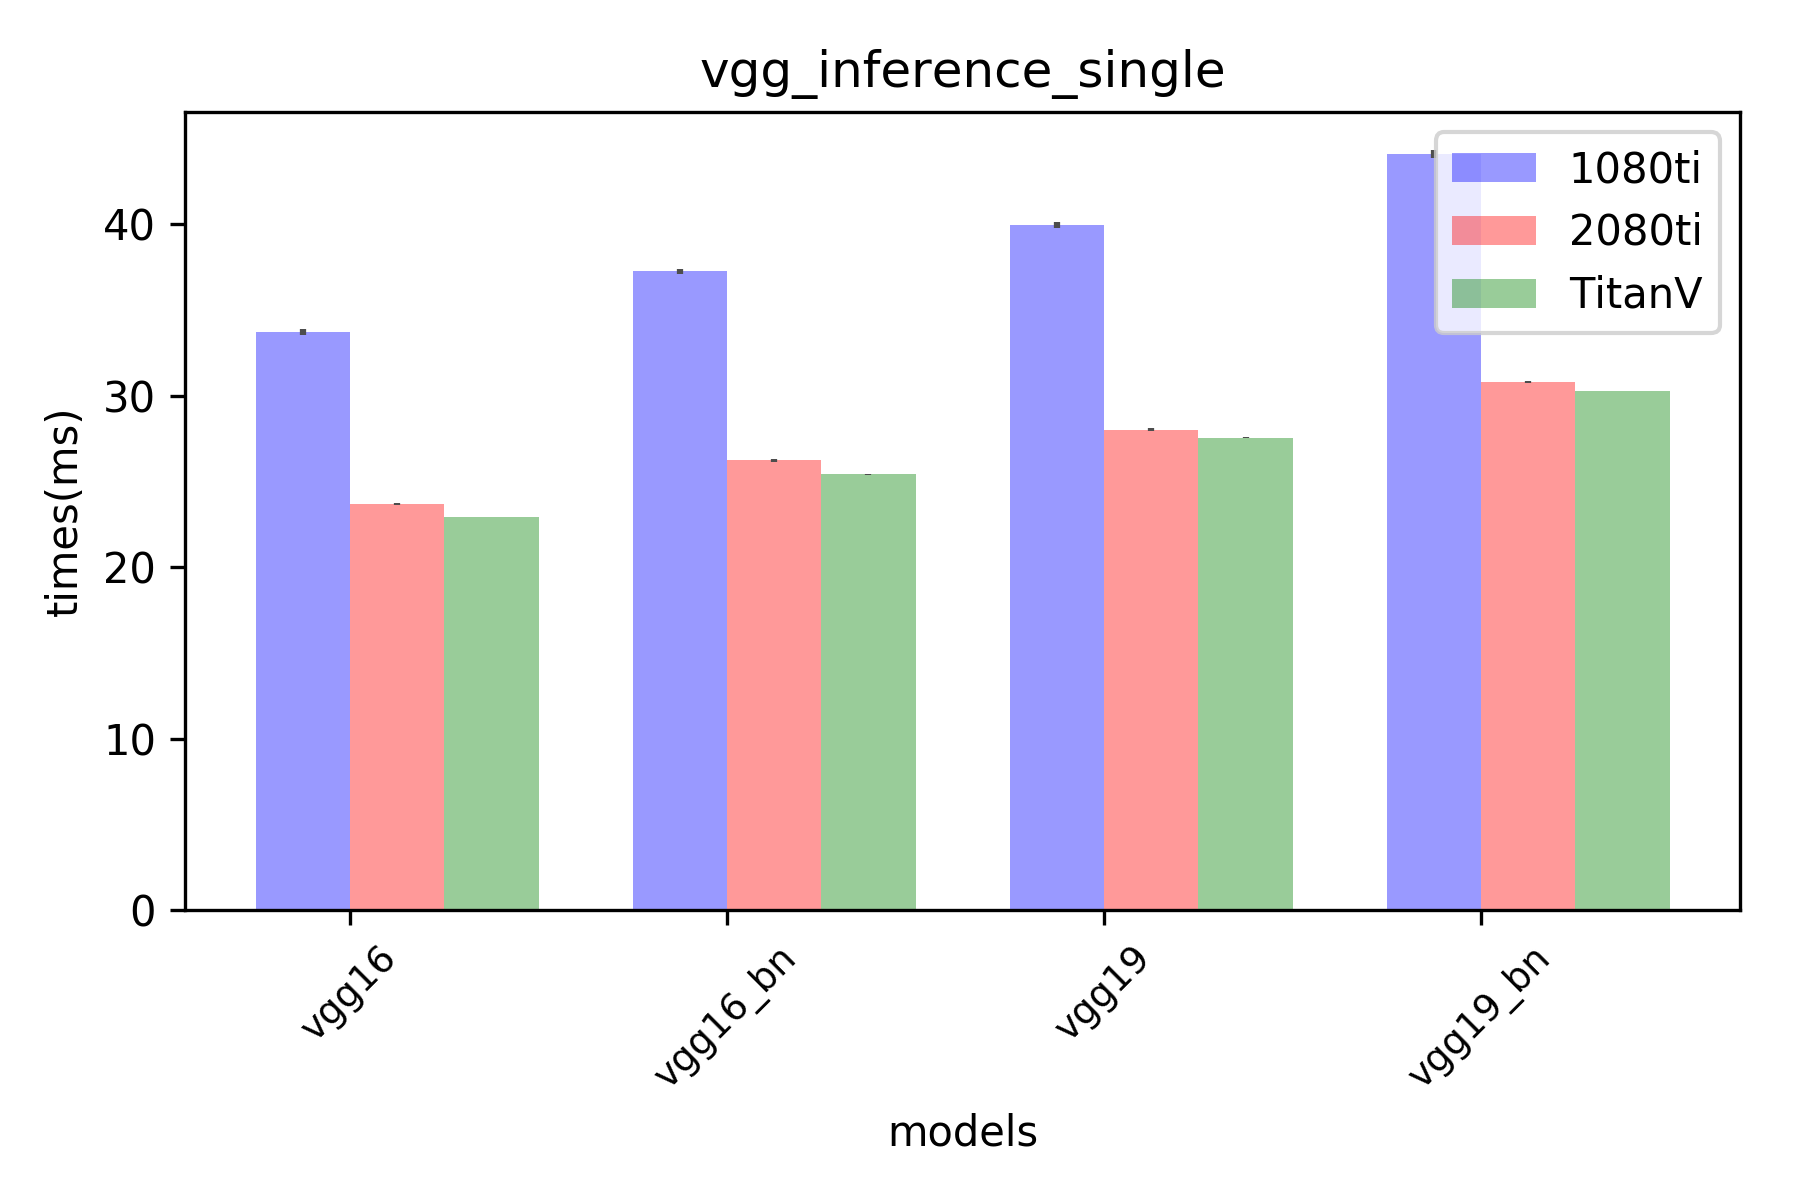 vgg_inference_single
1080ti
2080ti
TitanV
times(ms)
40
30
20
10
0
vgg16
vgg16_bn
vgg19
vgg19_bn
models